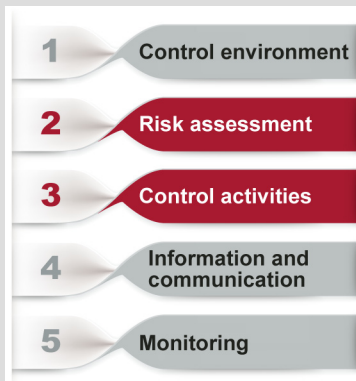 1 Control environment
2 Risk assessment
3 Control activities
4 Information and
communication
5 Monitoring